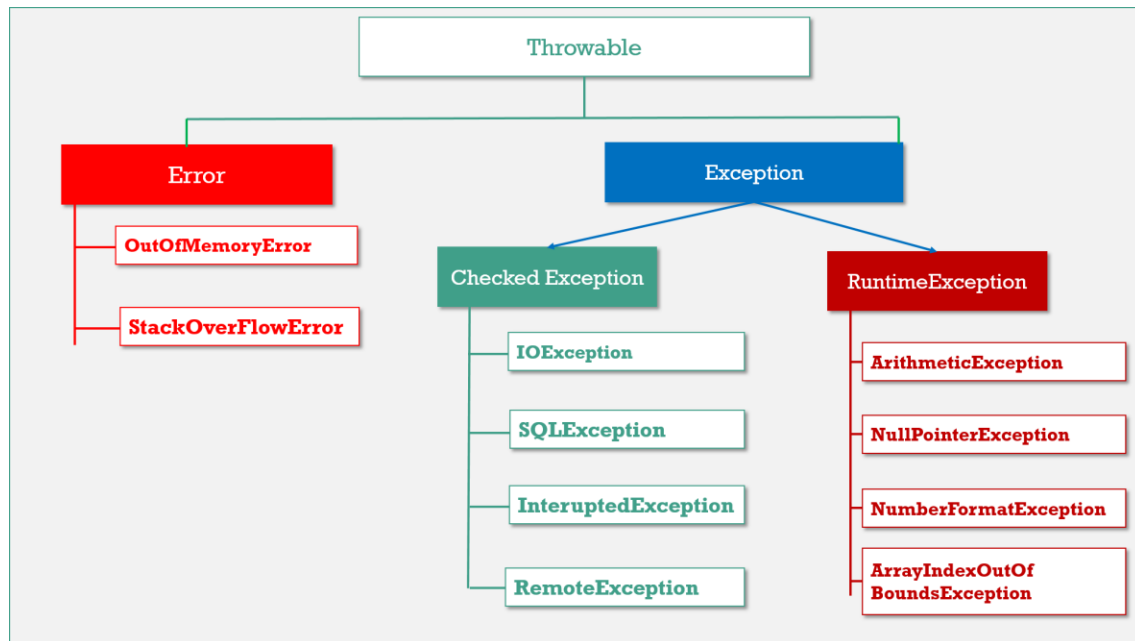 Throwable
Error
Exception
OutOfMemoryError
StackOverFlowError
Checked Exception
IOException
SQLException
InteruptedException
RemoteException
RuntimeException
ArithmeticException
NullPointerException
NumberFormatException
ArrayIndexOutOf
BoundsException